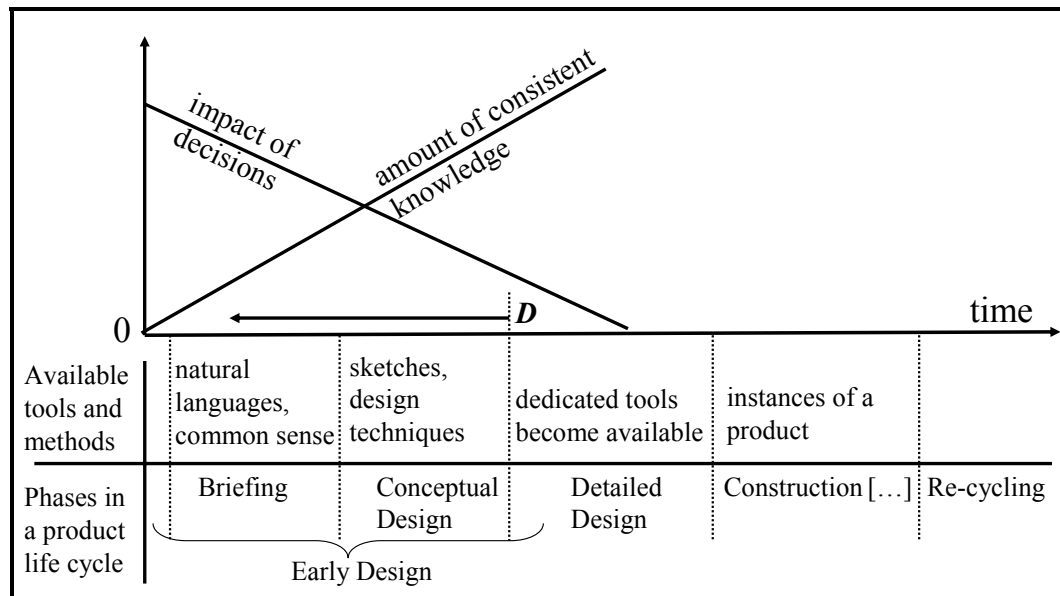 impact of
decisions
amount of consistent
knowledge
D
time
0
Available
tools and
methods
natural
languages,
common sense
sketches,
design
techniques
dedicated tools
become available
instances of a
product
Phases in
a product
life cycle
Briefing
Conceptual
Design
Detailed
Design
Construction […]
Re-cycling
Early Design